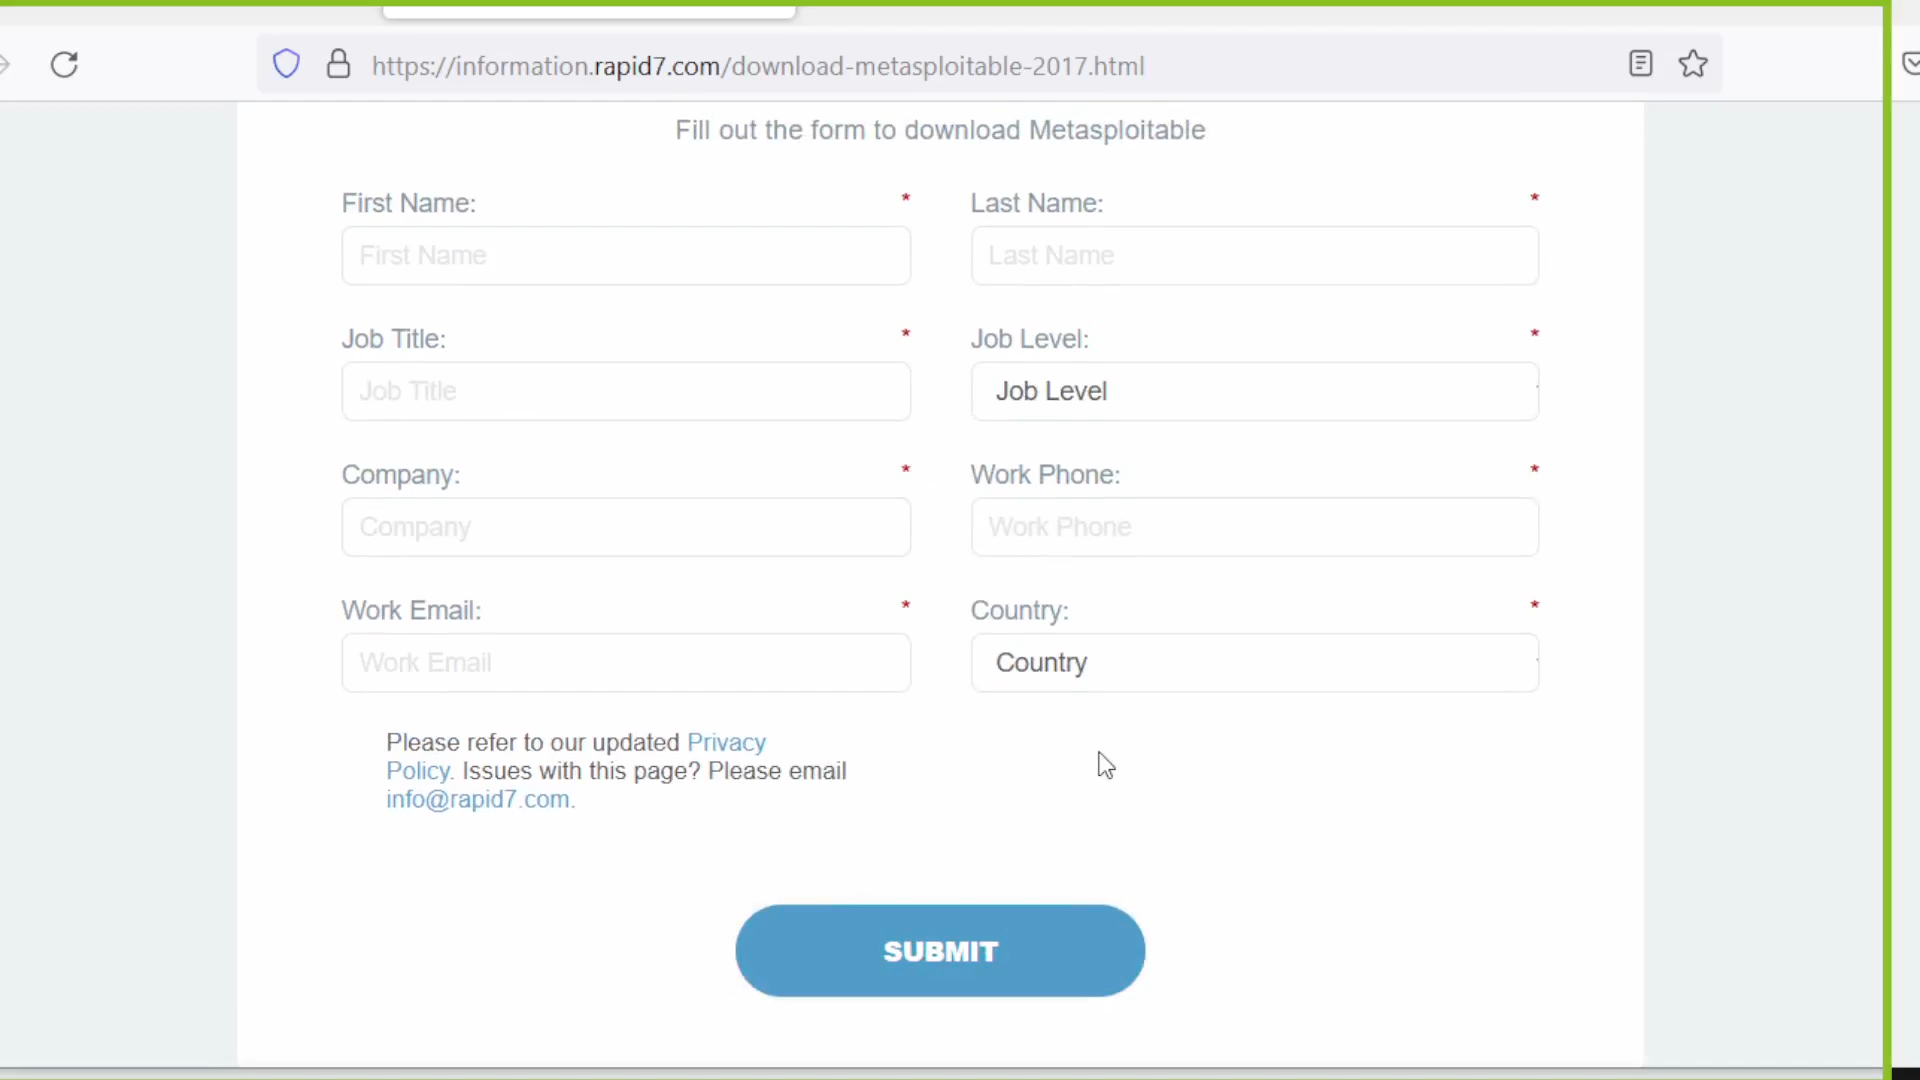 https://information.rapid7.com/download-metasploitable-2017.html
Fill out the form to download Metasploitable
First Name: * Last Name: *
First Name Last Name
Job Title: * Job Level: *
Job Title Job Level
Company: * Work Phone: *
Company Work Phone
Work Email: * Country: *
Work Email Country
Please refer to our updated Privacy
Policy. Issues with this page? Please email
info@rapid7.com.
SUBMIT